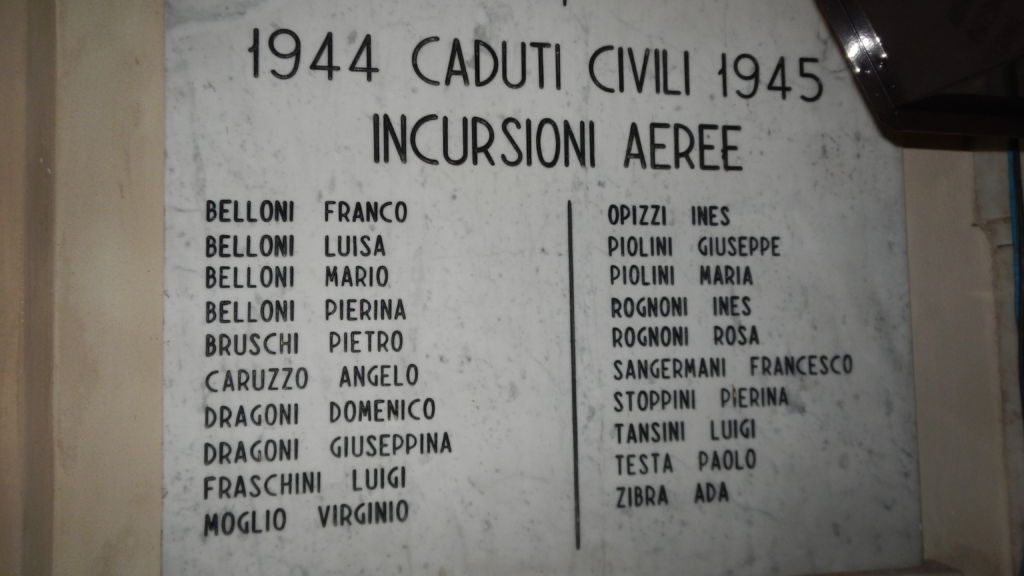 1944 CADUTI CIVILI 1945
INCURSIONI AEREE
BELLONI FRANCO
BELLONI LUISA
BELLONI MARIO
BELLONI PIERINA
BRUSCHI PIETRO
CARUZZO ANGELO
DRAGONI DOMENICO
DRAGONI GIUSEPPINA
FRASCHINI LUIGI
MOGLIO VIRGINIO
OPIZZI INES
PIOLINI GIUSEPPE
PIOLINI MARIA
ROGNONI INES
ROGNONI ROSA
SANGERMANI FRANCESCO
STOPPINI PIERINA
TANSINI LUIGI
TESTA PAOLO
ZIBRA ADA